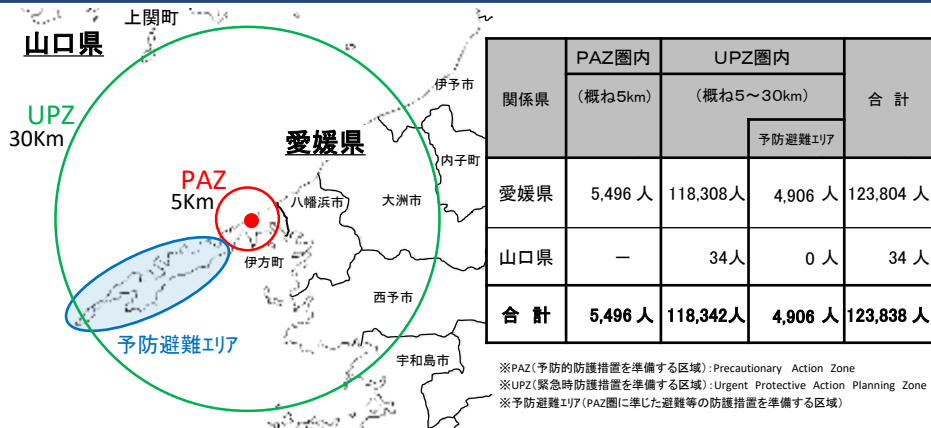 上関町
山口県
UPZ
30Km
愛媛県
伊予市
内子町
PAZ
5Km
八幡浜市
大洲市
伊方町
西予市
予防避難エリア
宇和島市
関係県 PAZ圏内 UPZ圏内 合 計
(概ね5km) (概ね5～30km)
予防避難エリア
愛媛県 5,496 人 118,308人 4,906 人 123,804 人
山口県 － 34人 0 人 34 人
合 計 5,496 人 118,342人 4,906 人 123,838 人
※PAZ(予防的防護措置を準備する区域):Precautionary Action Zone
※UPZ(緊急時防護措置を準備する区域):Urgent Protective Action Planning Zone
※予防避難エリア(PAZ圏に準じた避難等の防護措置を準備する区域)